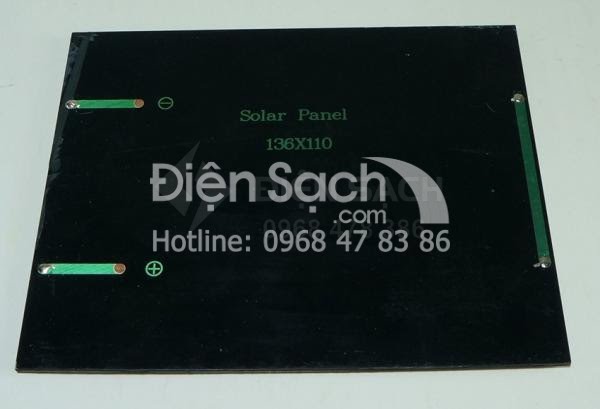 Solar Panel
136X110
ĐiệnSạch
.com
Hotline: 0968 47 83 86